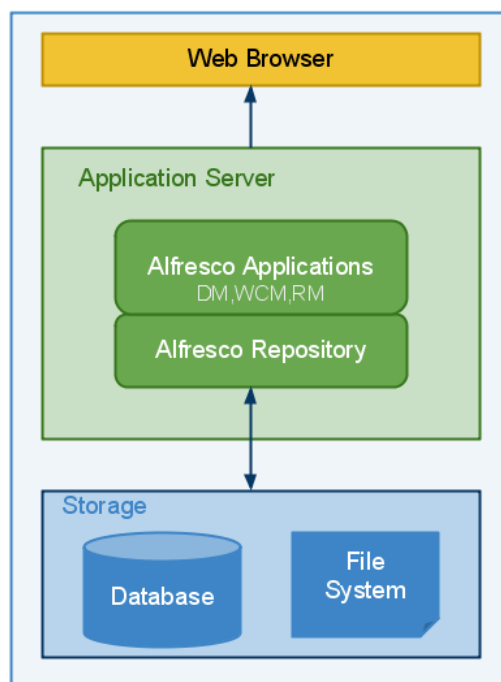 Web Browser
Application Server
Alfresco Applications
DM,WCM,RM
Alfresco Repository
Storage
Database
File
System